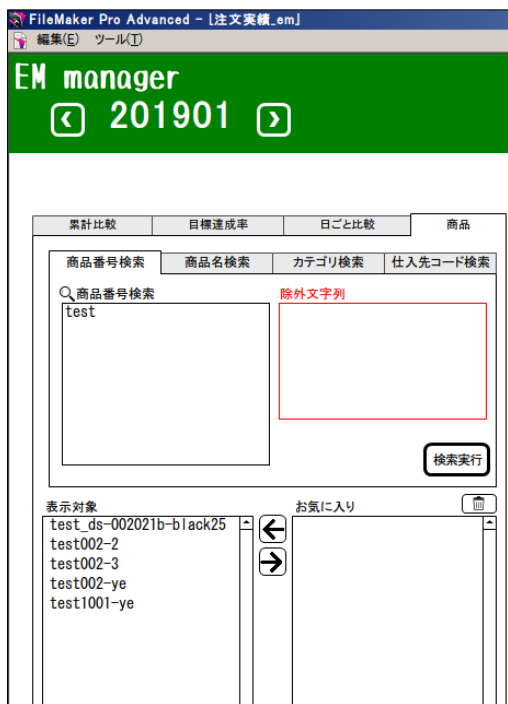 FileMaker Pro Advanced - [注文実績_em]
編集(E) ツール(T)
EM manager
201901
累計比較 目標達成率 日ごと比較 商品
商品番号検索 商品名検索 カテゴリ検索 仕入先コード検索
商品番号検索 除外文字列
test
検索実行
表示対象 お気に入り
test_ds-002021b-black25
test002-2
test002-3
test002-ye
test1001-ye